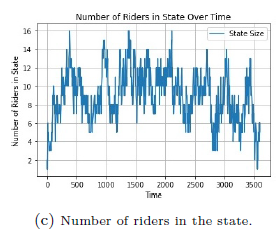 Number of Riders in State Over Time
State Size
Number of Riders in State
16
14
12
10
8
6
4
2
0 500 1000 1500 2000 2500 3000 3500
Time
(c) Number of riders in the state.